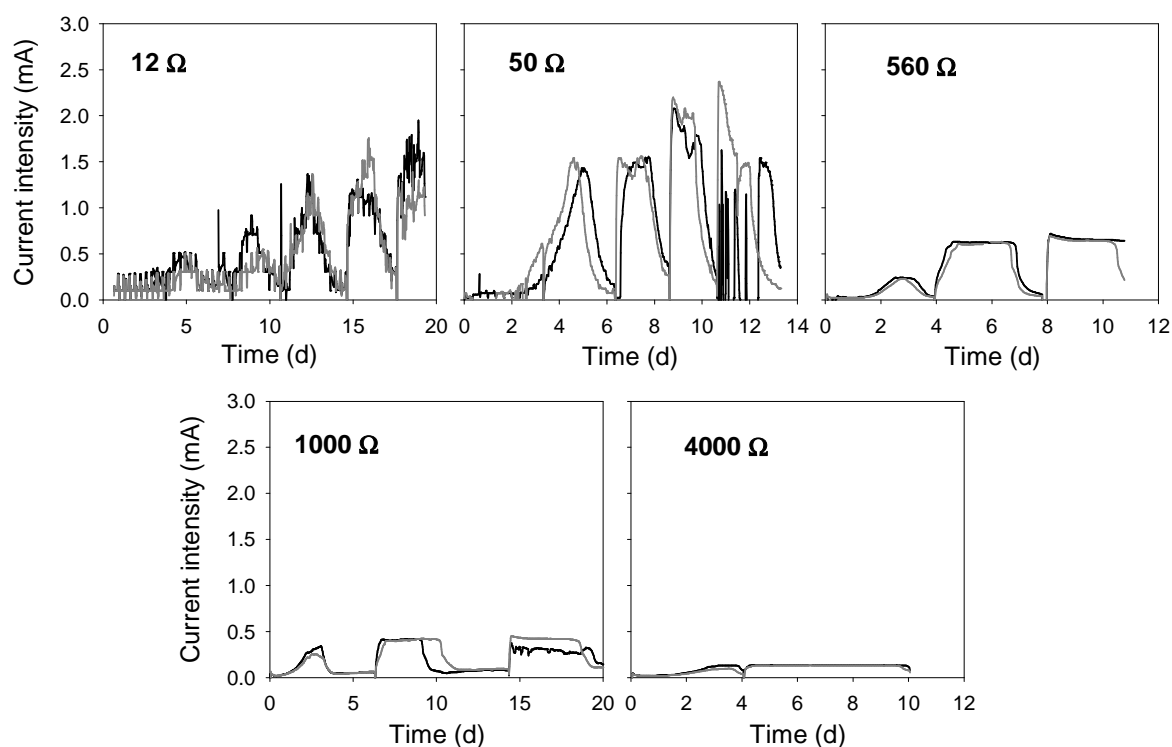 Current intensity (mA)
3.0
2.5
2.0
1.5
1.0
0.5
0.0
12 Ω
0 5 10 15 20
Time (d)
50 Ω
0 2 4 6 8 10 12 14
Time (d)
560 Ω
0 2 4 6 8 10 12
Time (d)
Current intensity (mA)
3.0
2.5
2.0
1.5
1.0
0.5
0.0
1000 Ω
0 5 10 15 20
Time (d)
4000 Ω
0 2 4 6 8 10 12
Time (d)